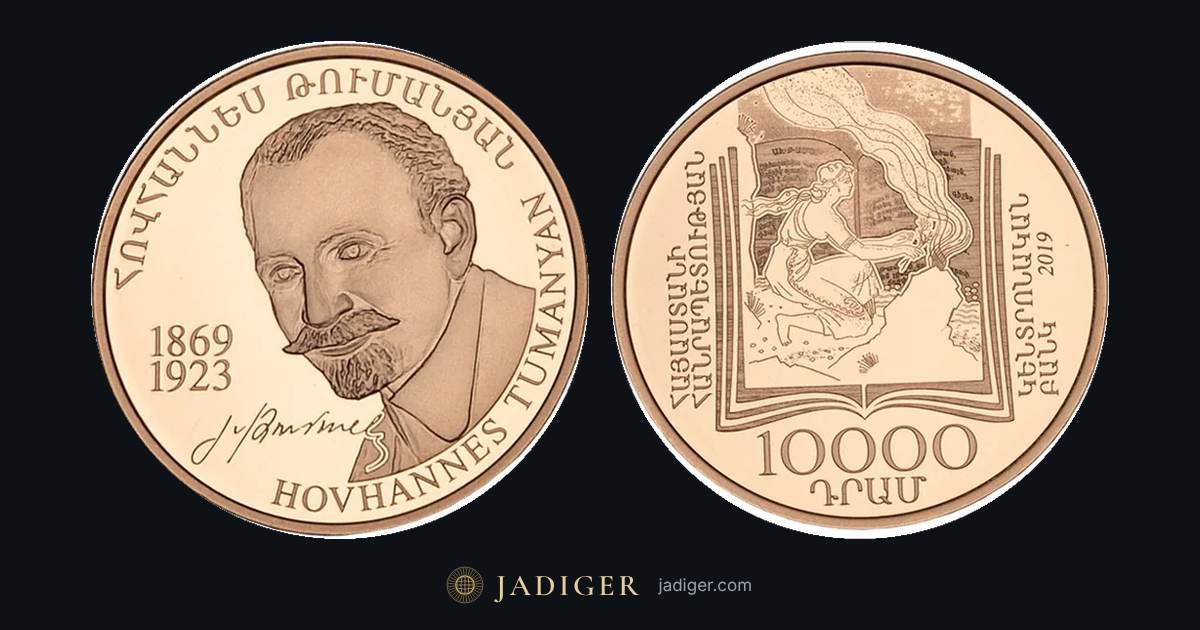 ՀՈՎՀԱՆՆԵՍ ԹՈՒՄԱՆՅԱՆ
1869
1923
HOVHANNES TUMANYAN
ՀԱՅԱՍՏԱՆԻ
ՀԱՆՐԱՊԵՏՈՒԹՅԱՆ
ԿԵՆՏՐՈՆԱԿԱՆ
ԲԱՆԿ 2019
10000
ԴՐԱՄ
JADIGER jadiger.com